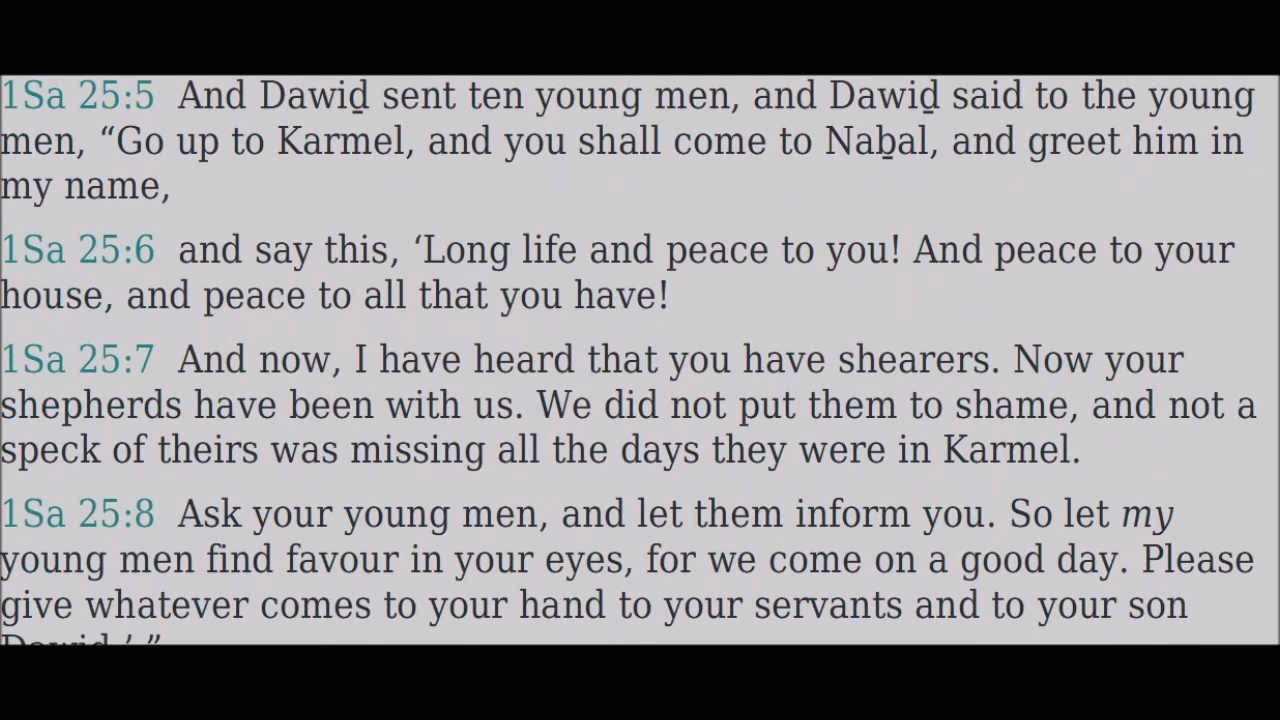 1Sa 25:5 And Dawiḏ sent ten young men, and Dawiḏ said to the young
men, “Go up to Karmel, and you shall come to Naḇal, and greet him in
my name,
1Sa 25:6 and say this, ‘Long life and peace to you! And peace to your
house, and peace to all that you have!
1Sa 25:7 And now, I have heard that you have shearers. Now your
shepherds have been with us. We did not put them to shame, and not a
speck of theirs was missing all the days they were in Karmel.
1Sa 25:8 Ask your young men, and let them inform you. So let my
young men find favour in your eyes, for we come on a good day. Please
give whatever comes to your hand to your servants and to your son